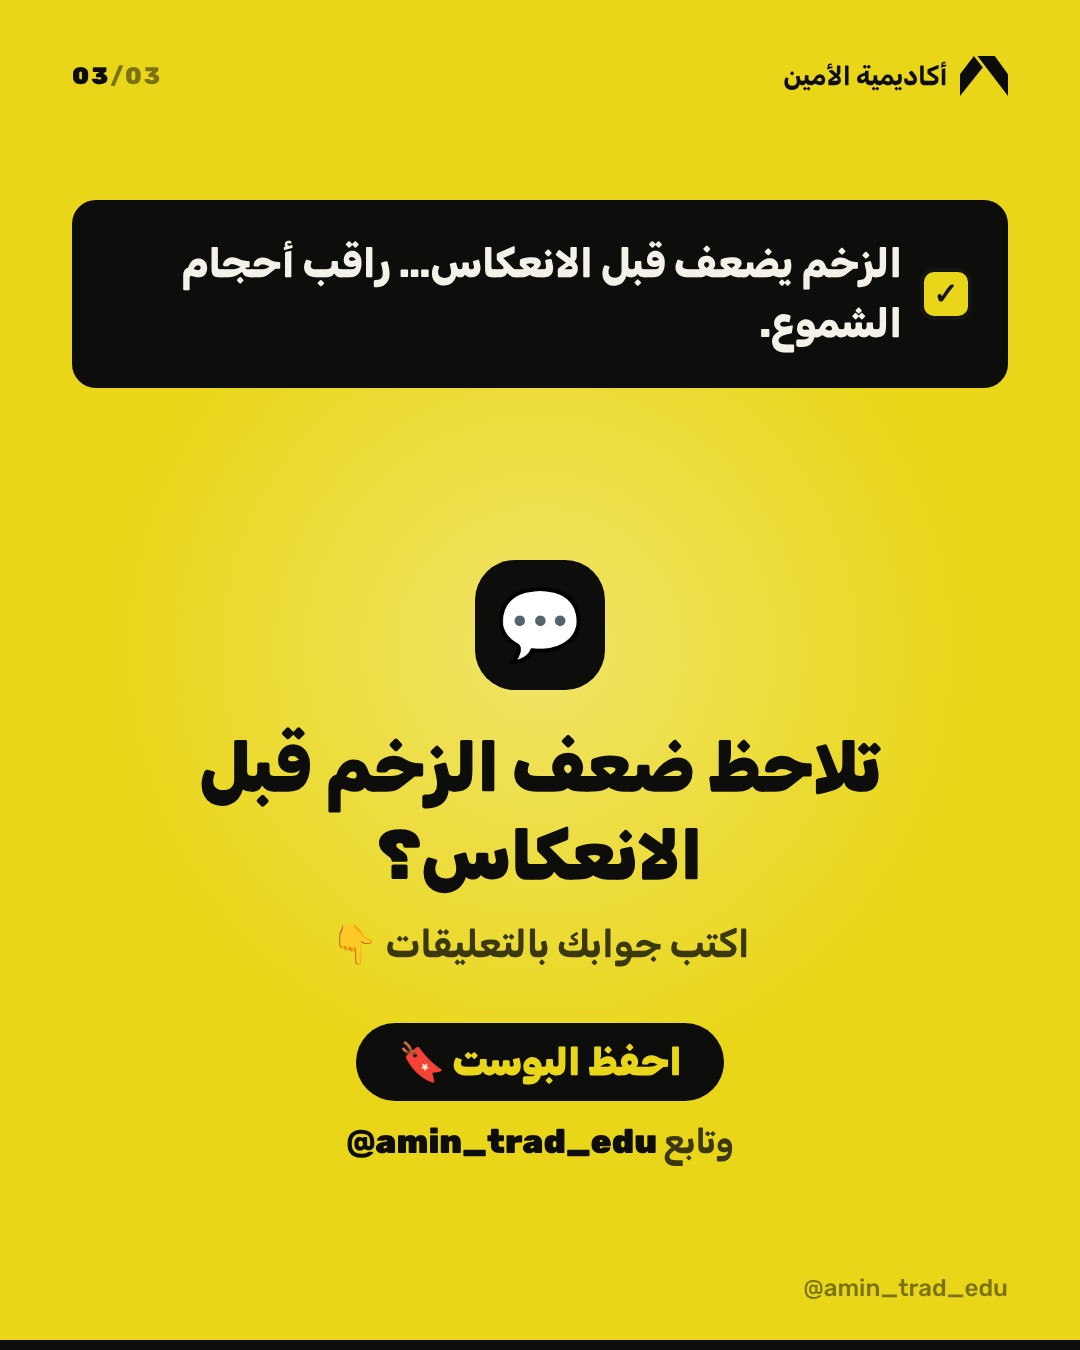 أكاديمية الأمين
03/03
✓ الزخم يضعف قبل الانعكاس... راقب أحجام
الشموع.
💬
تلاحظ ضعف الزخم قبل
الانعكاس؟
اكتب جوابك بالتعليقات 👇
احفظ البوست 🔖
وتابع @amin_trad_edu
@amin_trad_edu